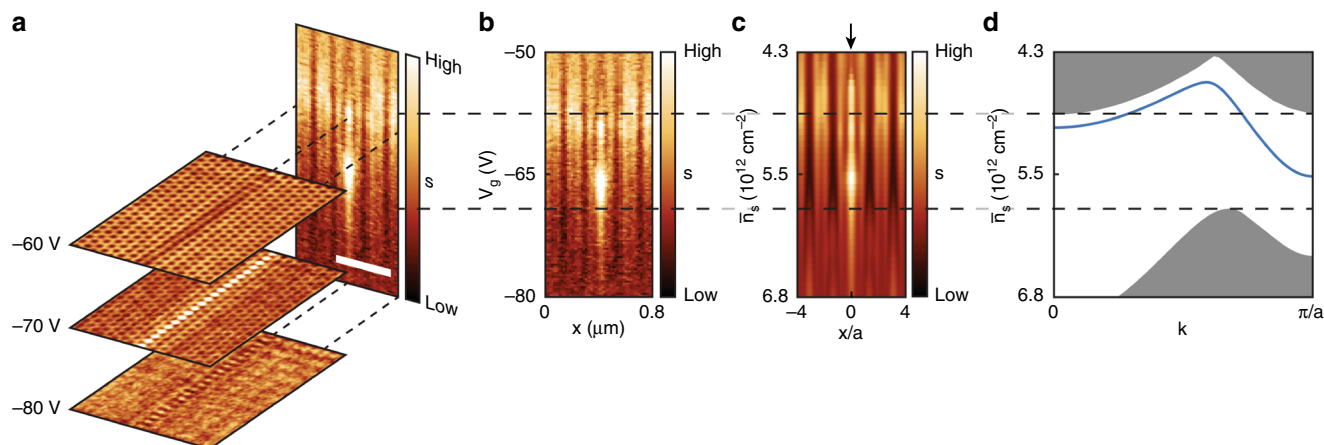 a
High
s
Low
−60 V
−70 V
−80 V
b
−50
−65
−80
V_g (V)
0
0.8
x (μm)
High
s
Low
c
4.3
5.5
6.8
n̄_s (10^12 cm^−2)
−4
0
4
x/a
High
s
Low
d
4.3
5.5
6.8
n̄_s (10^12 cm^−2)
0
π/a
k